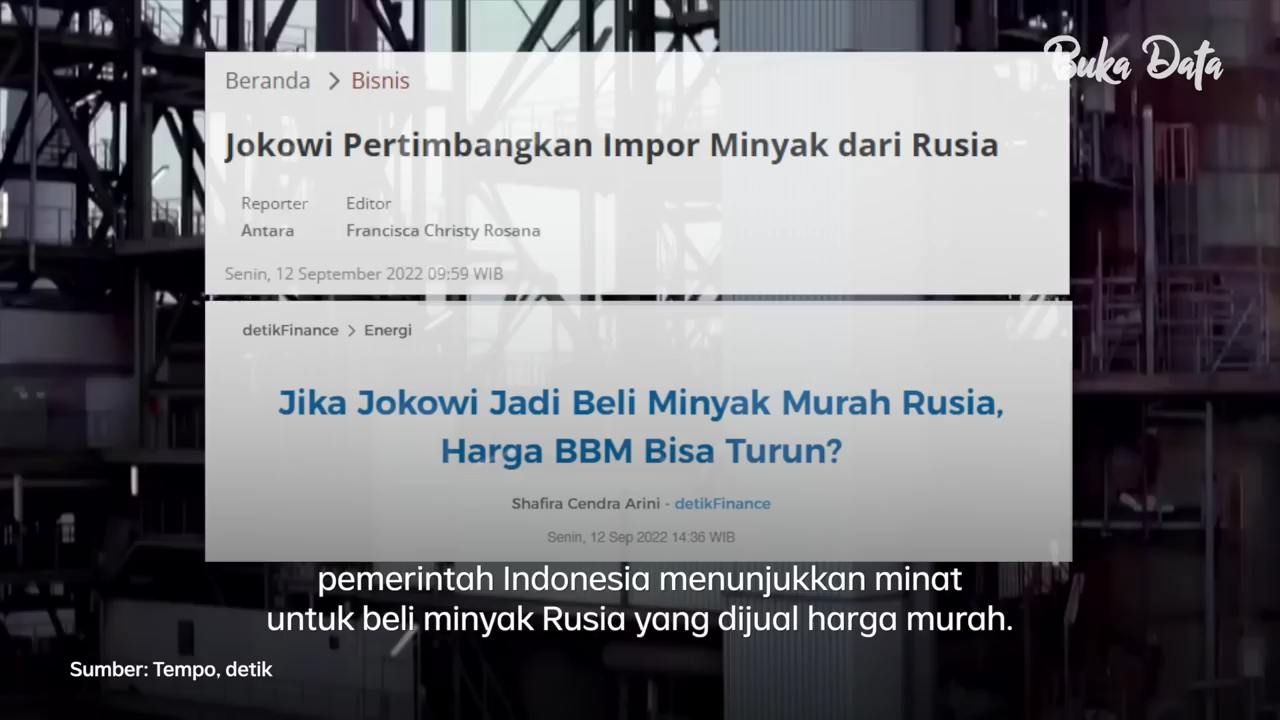 Buka Data
Beranda > Bisnis
Jokowi Pertimbangkan Impor Minyak dari Rusia
Reporter Editor
Antara Francisca Christy Rosana
Senin, 12 September 2022 09:59 WIB
detikFinance > Energi
Jika Jokowi Jadi Beli Minyak Murah Rusia,
Harga BBM Bisa Turun?
Shafira Cendra Arini - detikFinance
Senin, 12 Sep 2022 14:36 WIB
pemerintah Indonesia menunjukkan minat
untuk beli minyak Rusia yang dijual harga murah.
Sumber: Tempo, detik